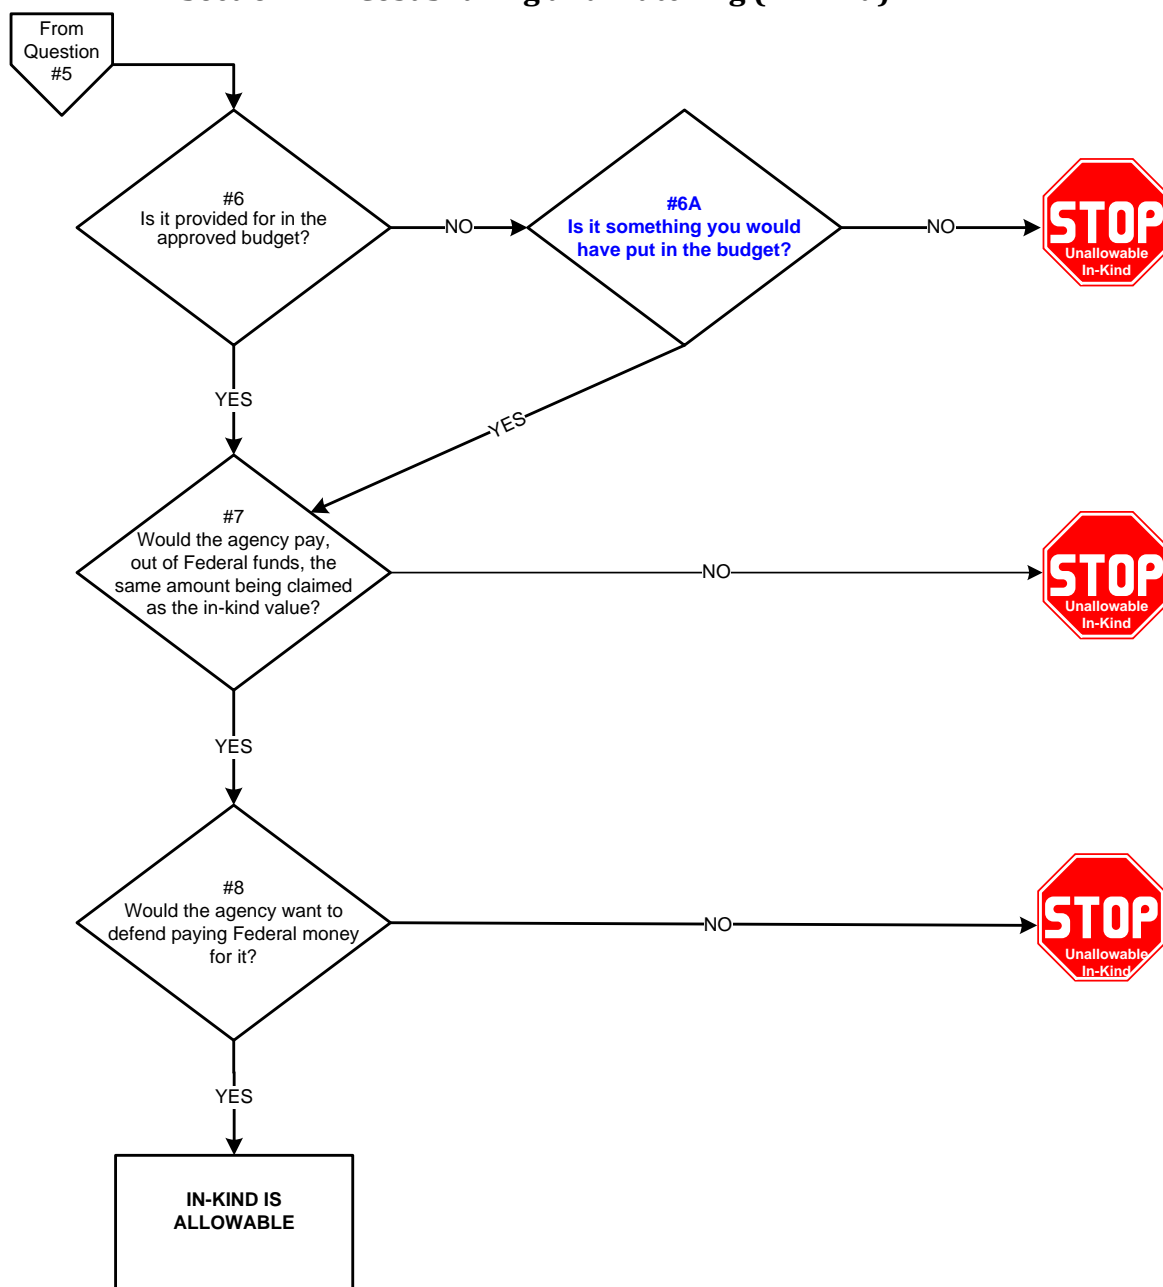 From
Question
#5
#6
Is it provided for in the
approved budget?
NO
#6A
Is it something you would
have put in the budget?
NO
STOP
Unallowable
In-Kind
YES
YES
#7
Would the agency pay,
out of Federal funds, the
same amount being claimed
as the in-kind value?
NO
STOP
Unallowable
In-Kind
YES
#8
Would the agency want to
defend paying Federal money
for it?
NO
STOP
Unallowable
In-Kind
YES
IN-KIND IS
ALLOWABLE